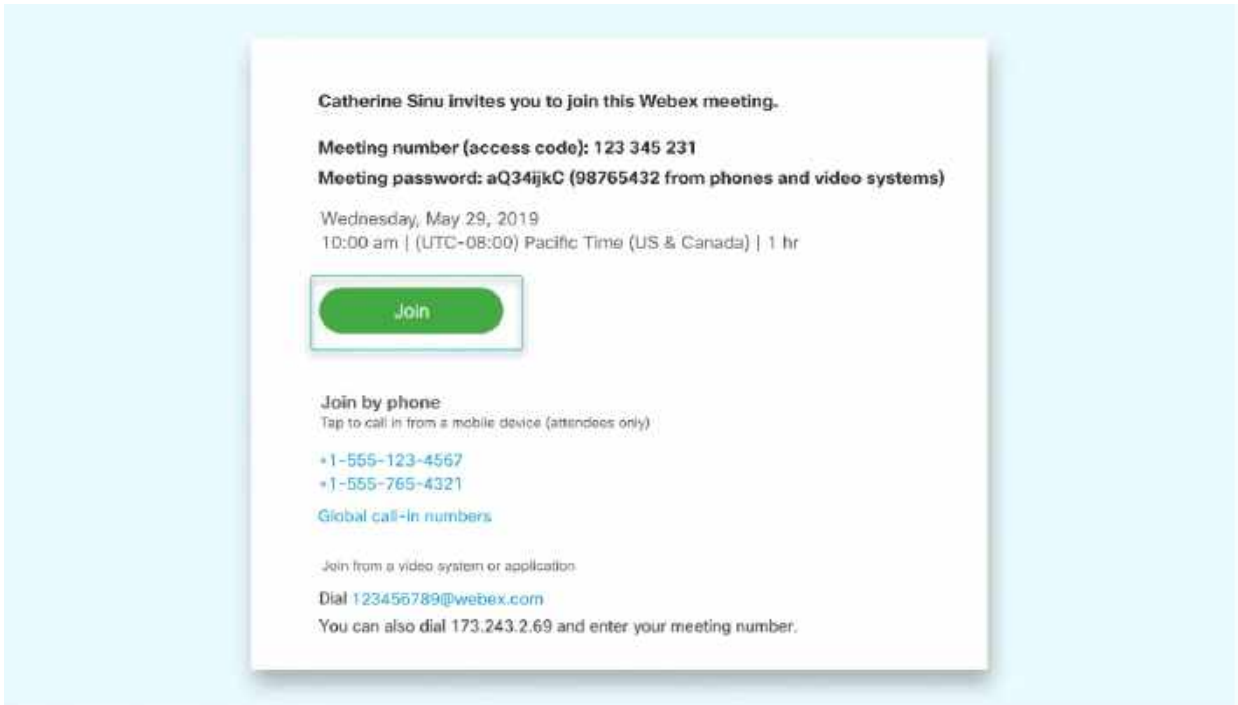 Catherine Sinu invites you to join this Webex meeting.
Meeting number (access code): 123 345 231
Meeting password: aQ34ijkC (98765432 from phones and video systems)
Wednesday, May 29, 2019
10:00 am | (UTC-08:00) Pacific Time (US & Canada) | 1 hr
Join
Join by phone
Tap to call in from a mobile device (attendees only)
+1-555-123-4567
+1-555-765-4321
Global call-in numbers
Join from a video system or application
Dial 123456789@webex.com
You can also dial 173.243.2.69 and enter your meeting number.